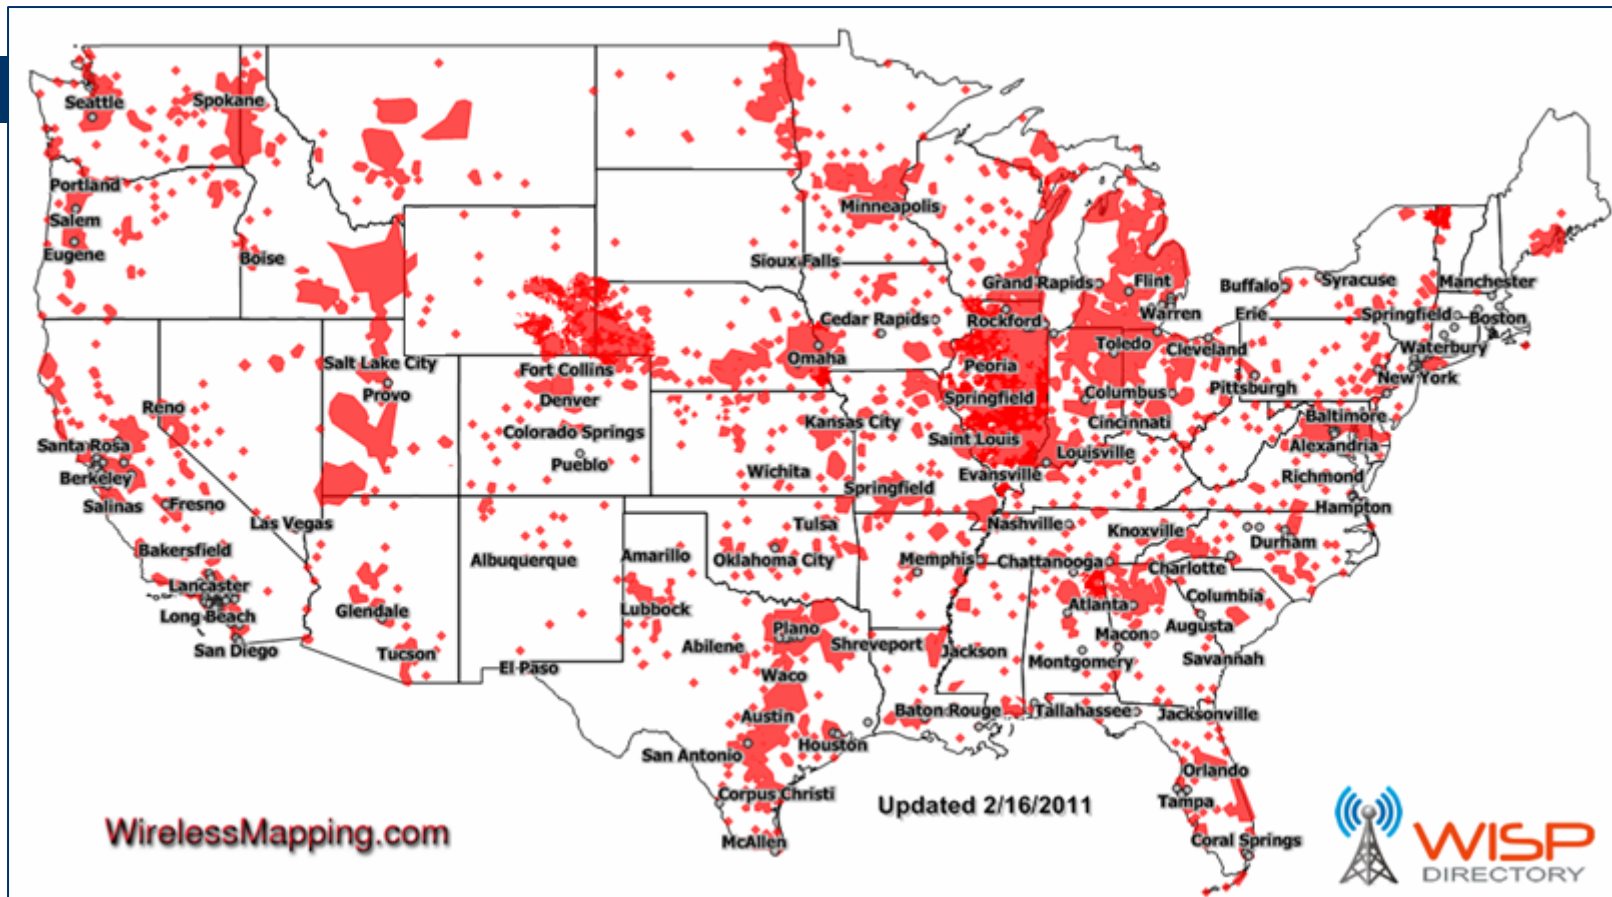 Seattle
Spokane
Portland
Salem
Eugene
Boise
Minneapolis
Sioux Falls
Grand Rapids
Flint
Buffalo
Syracuse
Manchester
Cedar Rapids
Rockford
Warren
Erie
Springfield
Boston
Omaha
Toledo
Cleveland
Waterbury
Salt Lake City
Fort Collins
Peoria
Pittsburgh
New York
Provo
Denver
Springfield
Columbus
Reno
Colorado Springs
Kansas City
Cincinnati
Baltimore
Santa Rosa
Saint Louis
Alexandria
Berkeley
Pueblo
Wichita
Evansville
Louisville
Richmond
Salinas
Fresno
Springfield
Hampton
Las Vegas
Tulsa
Nashville
Knoxville
Durham
Bakersfield
Albuquerque
Amarillo
Oklahoma City
Memphis
Chattanooga
Charlotte
Lancaster
Glendale
Lubbock
Atlanta
Columbia
Long Beach
Plano
Augusta
San Diego
Tucson
Abilene
Shreveport
Jackson
Macon
El Paso
Waco
Montgomery
Savannah
Austin
Baton Rouge
Tallahassee
Jacksonville
San Antonio
Houston
Orlando
Corpus Christi
Tampa
Updated 2/16/2011
WirelessMapping.com
McAllen
Coral Springs
WISP
DIRECTORY